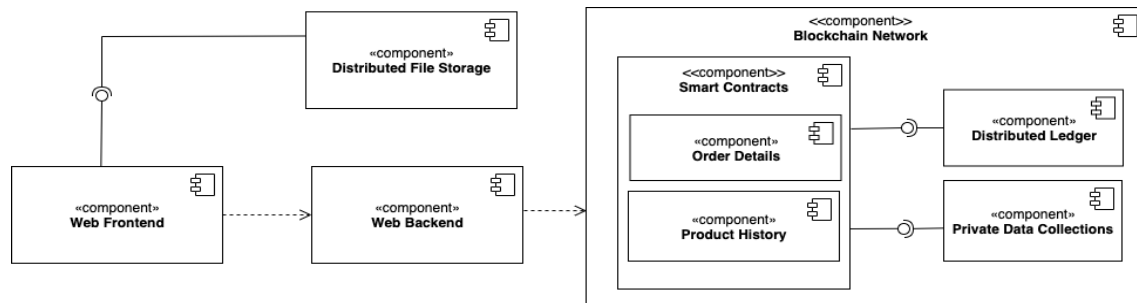 «component»
Distributed File Storage
<<component>>
Blockchain Network
<<component>>
Smart Contracts
«component»
Order Details
«component»
Distributed Ledger
«component»
Web Frontend
«component»
Web Backend
«component»
Product History
«component»
Private Data Collections